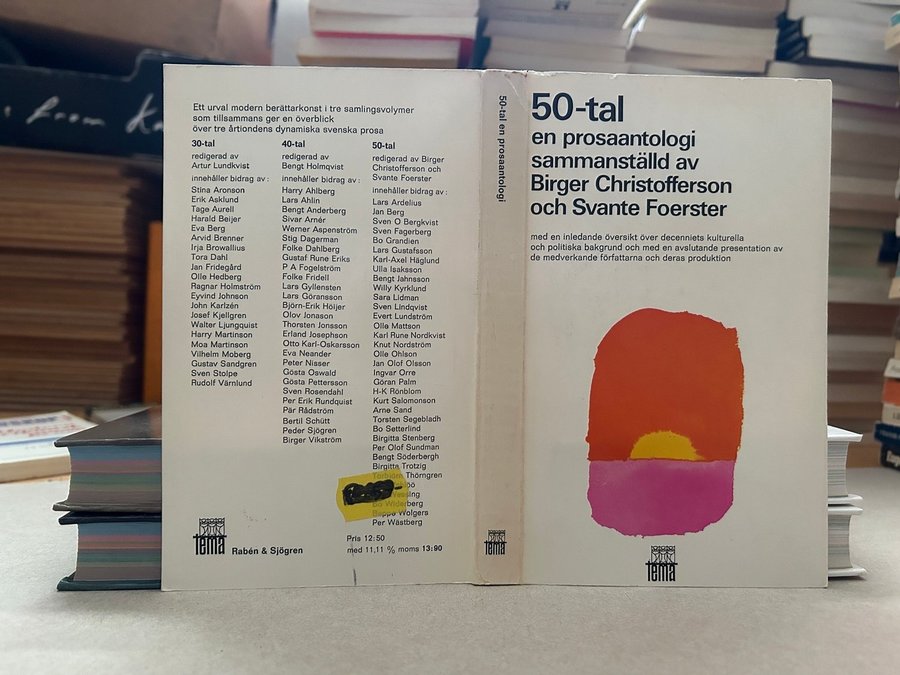 Ett urval modern berättarkonst i tre samlingsvolymer
som tillsammans ger en överblick
över tre årtiondens dynamiska svenska prosa
30-tal
redigerad av
Artur Lundkvist
innehåller bidrag av:
Stina Aronson
Erik Asklund
Tage Aurell
Harald Beijer
Eva Berg
Arvid Brenner
Irja Browallius
Tora Dahl
Jan Fridegård
Olle Hedberg
Ragnar Holmström
Eyvind Johnson
John Karlzén
Josef Kjellgren
Walter Ljungquist
Harry Martinson
Moa Martinson
Vilhelm Moberg
Gustav Sandgren
Sven Stolpe
Rudolf Värnlund
40-tal
redigerad av
Bengt Holmqvist
innehåller bidrag av:
Harry Ahlberg
Lars Ahlin
Bengt Anderberg
Sivar Arnér
Werner Aspenström
Stig Dagerman
Folke Dahlberg
Gustaf Rune Eriks
P A Fogelström
Folke Fridell
Lars Gyllensten
Lars Göransson
Björn-Erik Höijer
Olov Jonason
Thorsten Jonsson
Erland Josephson
Otto Karl-Oskarsson
Eva Neander
Peter Nisser
Gösta Oswald
Gösta Pettersson
Sven Rosendahl
Per Erik Rundquist
Pär Rådström
Bertil Schütt
Peder Sjögren
Birger Vikström
50-tal
redigerad av Birger
Christofferson och
Svante Foerster
innehåller bidrag av:
Lars Ardelius
Jan Berg
Sven O Bergkvist
Sven Fagerberg
Bo Grandien
Lars Gustafsson
Karl-Axel Häglund
Ulla Isaksson
Bengt Jahnsson
Willy Kyrklund
Sara Lidman
Sven Lindqvist
Evert Lundström
Olle Mattson
Karl Rune Nordkvist
Knut Nordström
Olle Ohlson
Jan Olof Olsson
Ingvar Orre
Göran Palm
H-K Rönblom
Kurt Salomonson
Arne Sand
Torsten Segebladh
Bo Setterlind
Birgitta Stenberg
Per Olof Sundman
Bengt Söderbergh
Birgitta Trotzig
Thörngren
Bo Widerberg
Beppe Wolgers
Per Wästberg
tema
Rabén & Sjögren
Pris 12:50
med 11,11 % moms 13:90
50-tal en prosaantologi
tema
50-tal
en prosaantologi
sammanställd av
Birger Christofferson
och Svante Foerster
med en inledande översikt över decenniets kulturella
och politiska bakgrund och med en avslutande presentation av
de medverkande författarna och deras produktion
tema
from